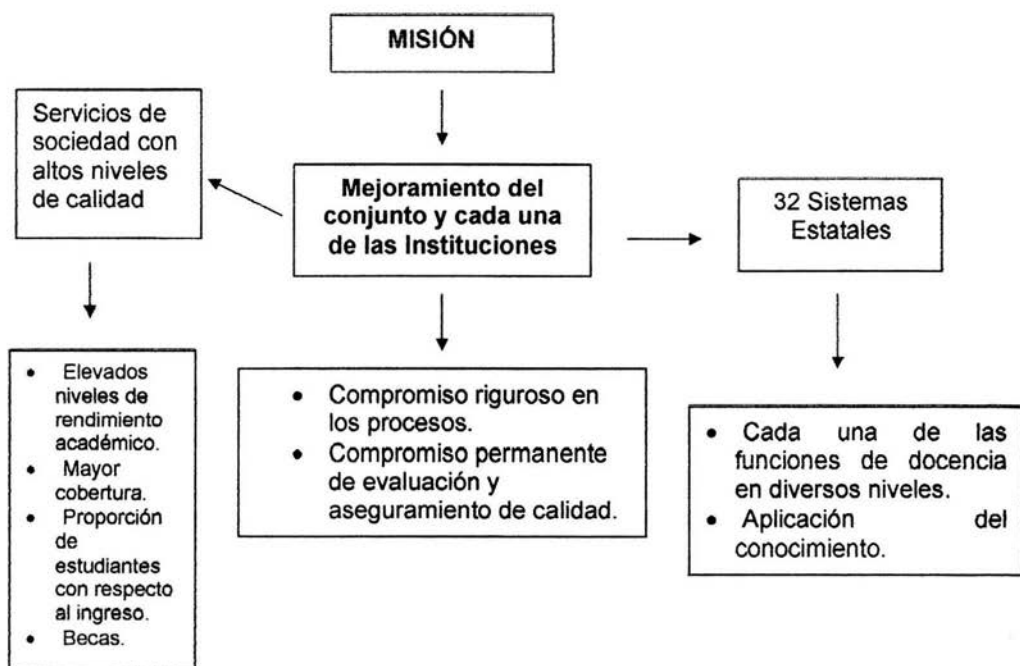 MISIÓN
Servicios de
sociedad con
altos niveles
de calidad
Mejoramiento del
conjunto y cada una
de las Instituciones
32 Sistemas
Estatales
• Elevados
niveles de
rendimiento
académico.
• Mayor
cobertura.
• Proporción
de
estudiantes
con respecto
al ingreso.
• Becas.
• Compromiso riguroso en
los procesos.
• Compromiso permanente
de evaluación y
aseguramiento de calidad.
• Cada una de las
funciones de docencia
en diversos niveles.
• Aplicación del
conocimiento.